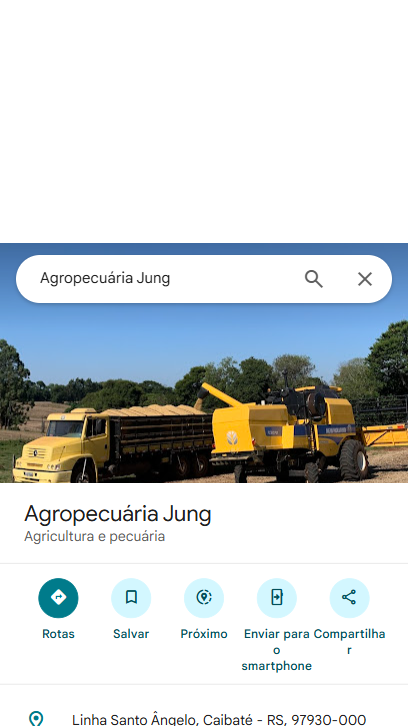 Agropecuária Jung
Agropecuária Jung
Agricultura e pecuária
Rotas
Salvar
Próximo
Enviar para o smartphone
Compartilhar
Linha Santo Ângelo, Caibaté - RS, 97930-000